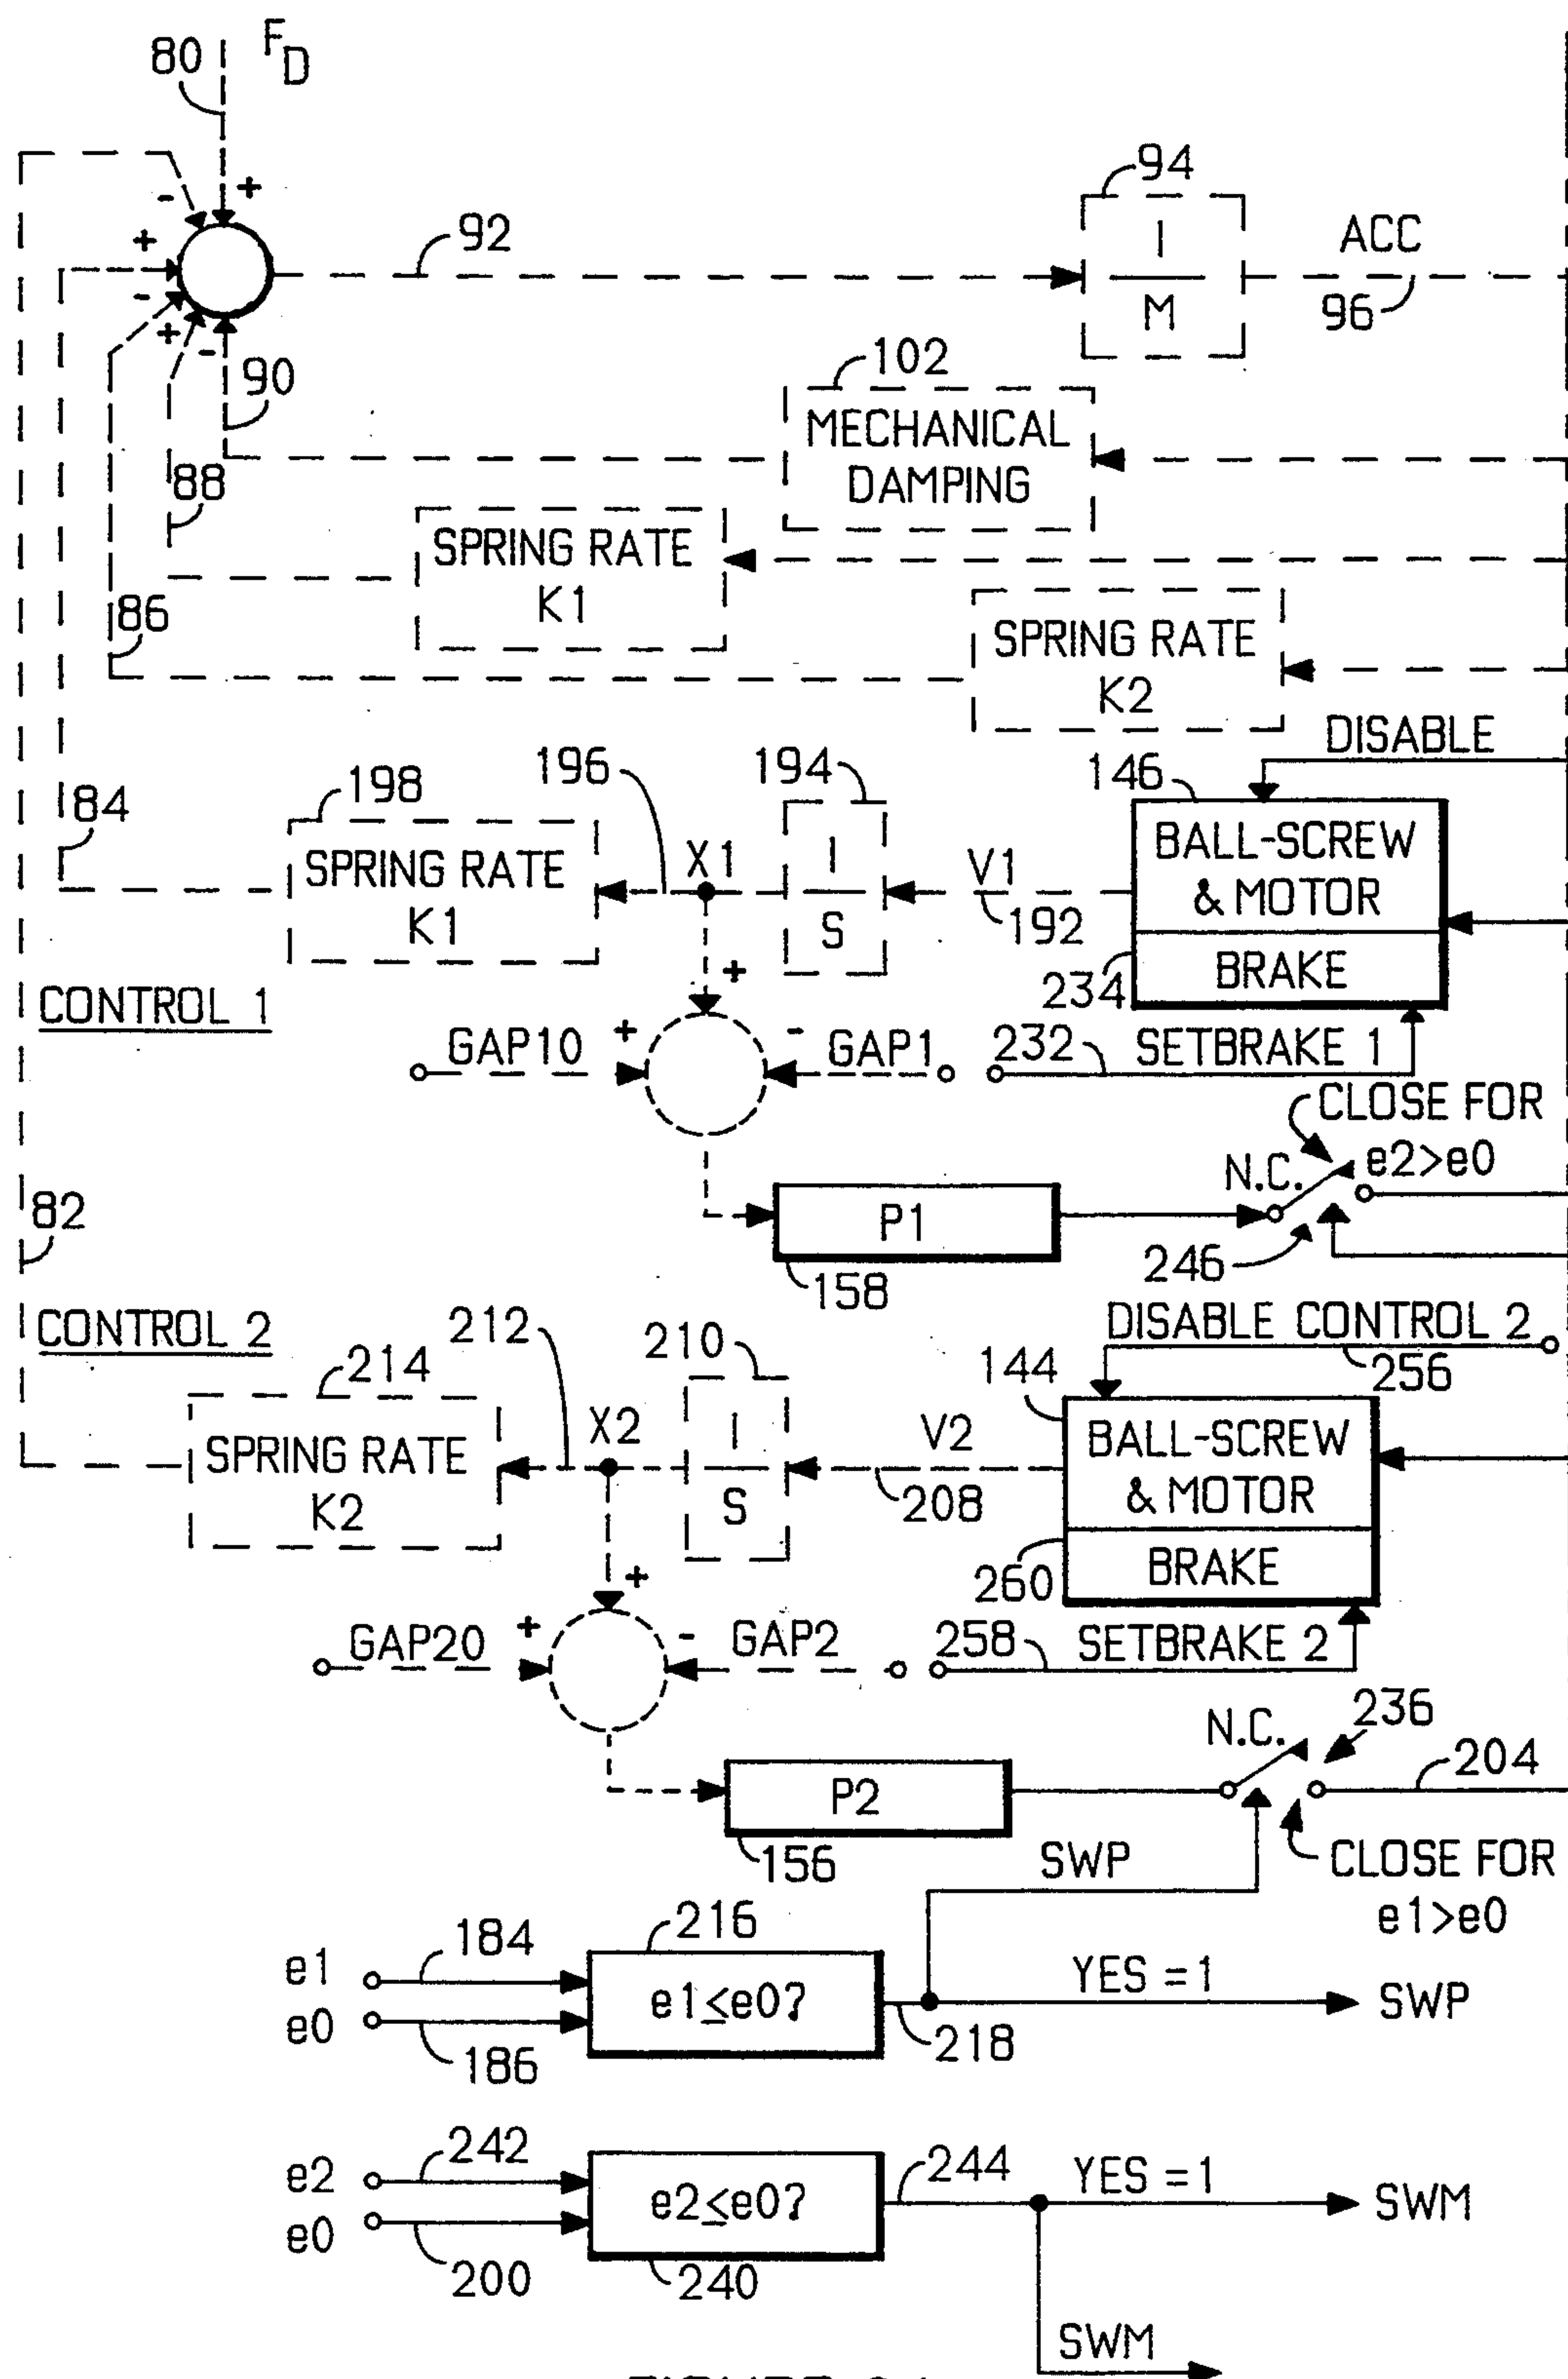 80
F D
94
92
I
M
ACC
96
90
102
MECHANICAL
DAMPING
88
SPRING RATE
K1
86
SPRING RATE
K2
DISABLE
84
198
196
194
146
SPRING RATE
K1
X1
I
S
V1
192
BALL-SCREW
& MOTOR
234
BRAKE
CONTROL 1
GAP10
GAP1
232
SETBRAKE 1
CLOSE FOR
e2>e0
N.C.
P1
158
246
82
CONTROL 2
DISABLE CONTROL 2
256
214
212
210
144
SPRING RATE
K2
X2
I
S
V2
208
BALL-SCREW
& MOTOR
260
BRAKE
GAP20
GAP2
258
SETBRAKE 2
N.C.
236
204
P2
156
SWP
CLOSE FOR
e1>e0
e1
184
216
e1≤e0?
YES = 1
SWP
e0
186
218
e2
242
e2≤e0?
244
YES = 1
SWM
e0
200
240
SWM